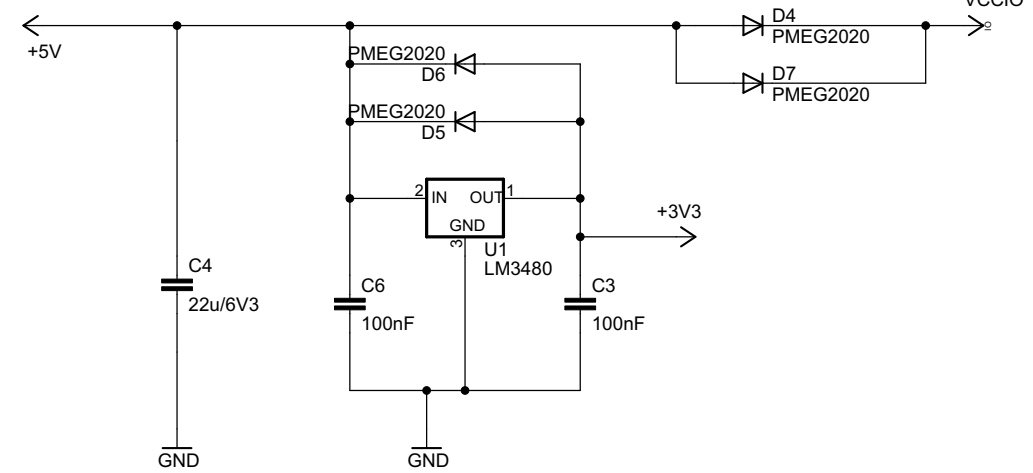 VCCIO
D4
+5V
PMEG2020
PMEG2020
D6
D7
PMEG2020
PMEG2020
D5
2 IN OUT 1
+3V3
GND
3
U1
LM3480
C4
22u/6V3
C6
100nF
C3
100nF
GND
GND